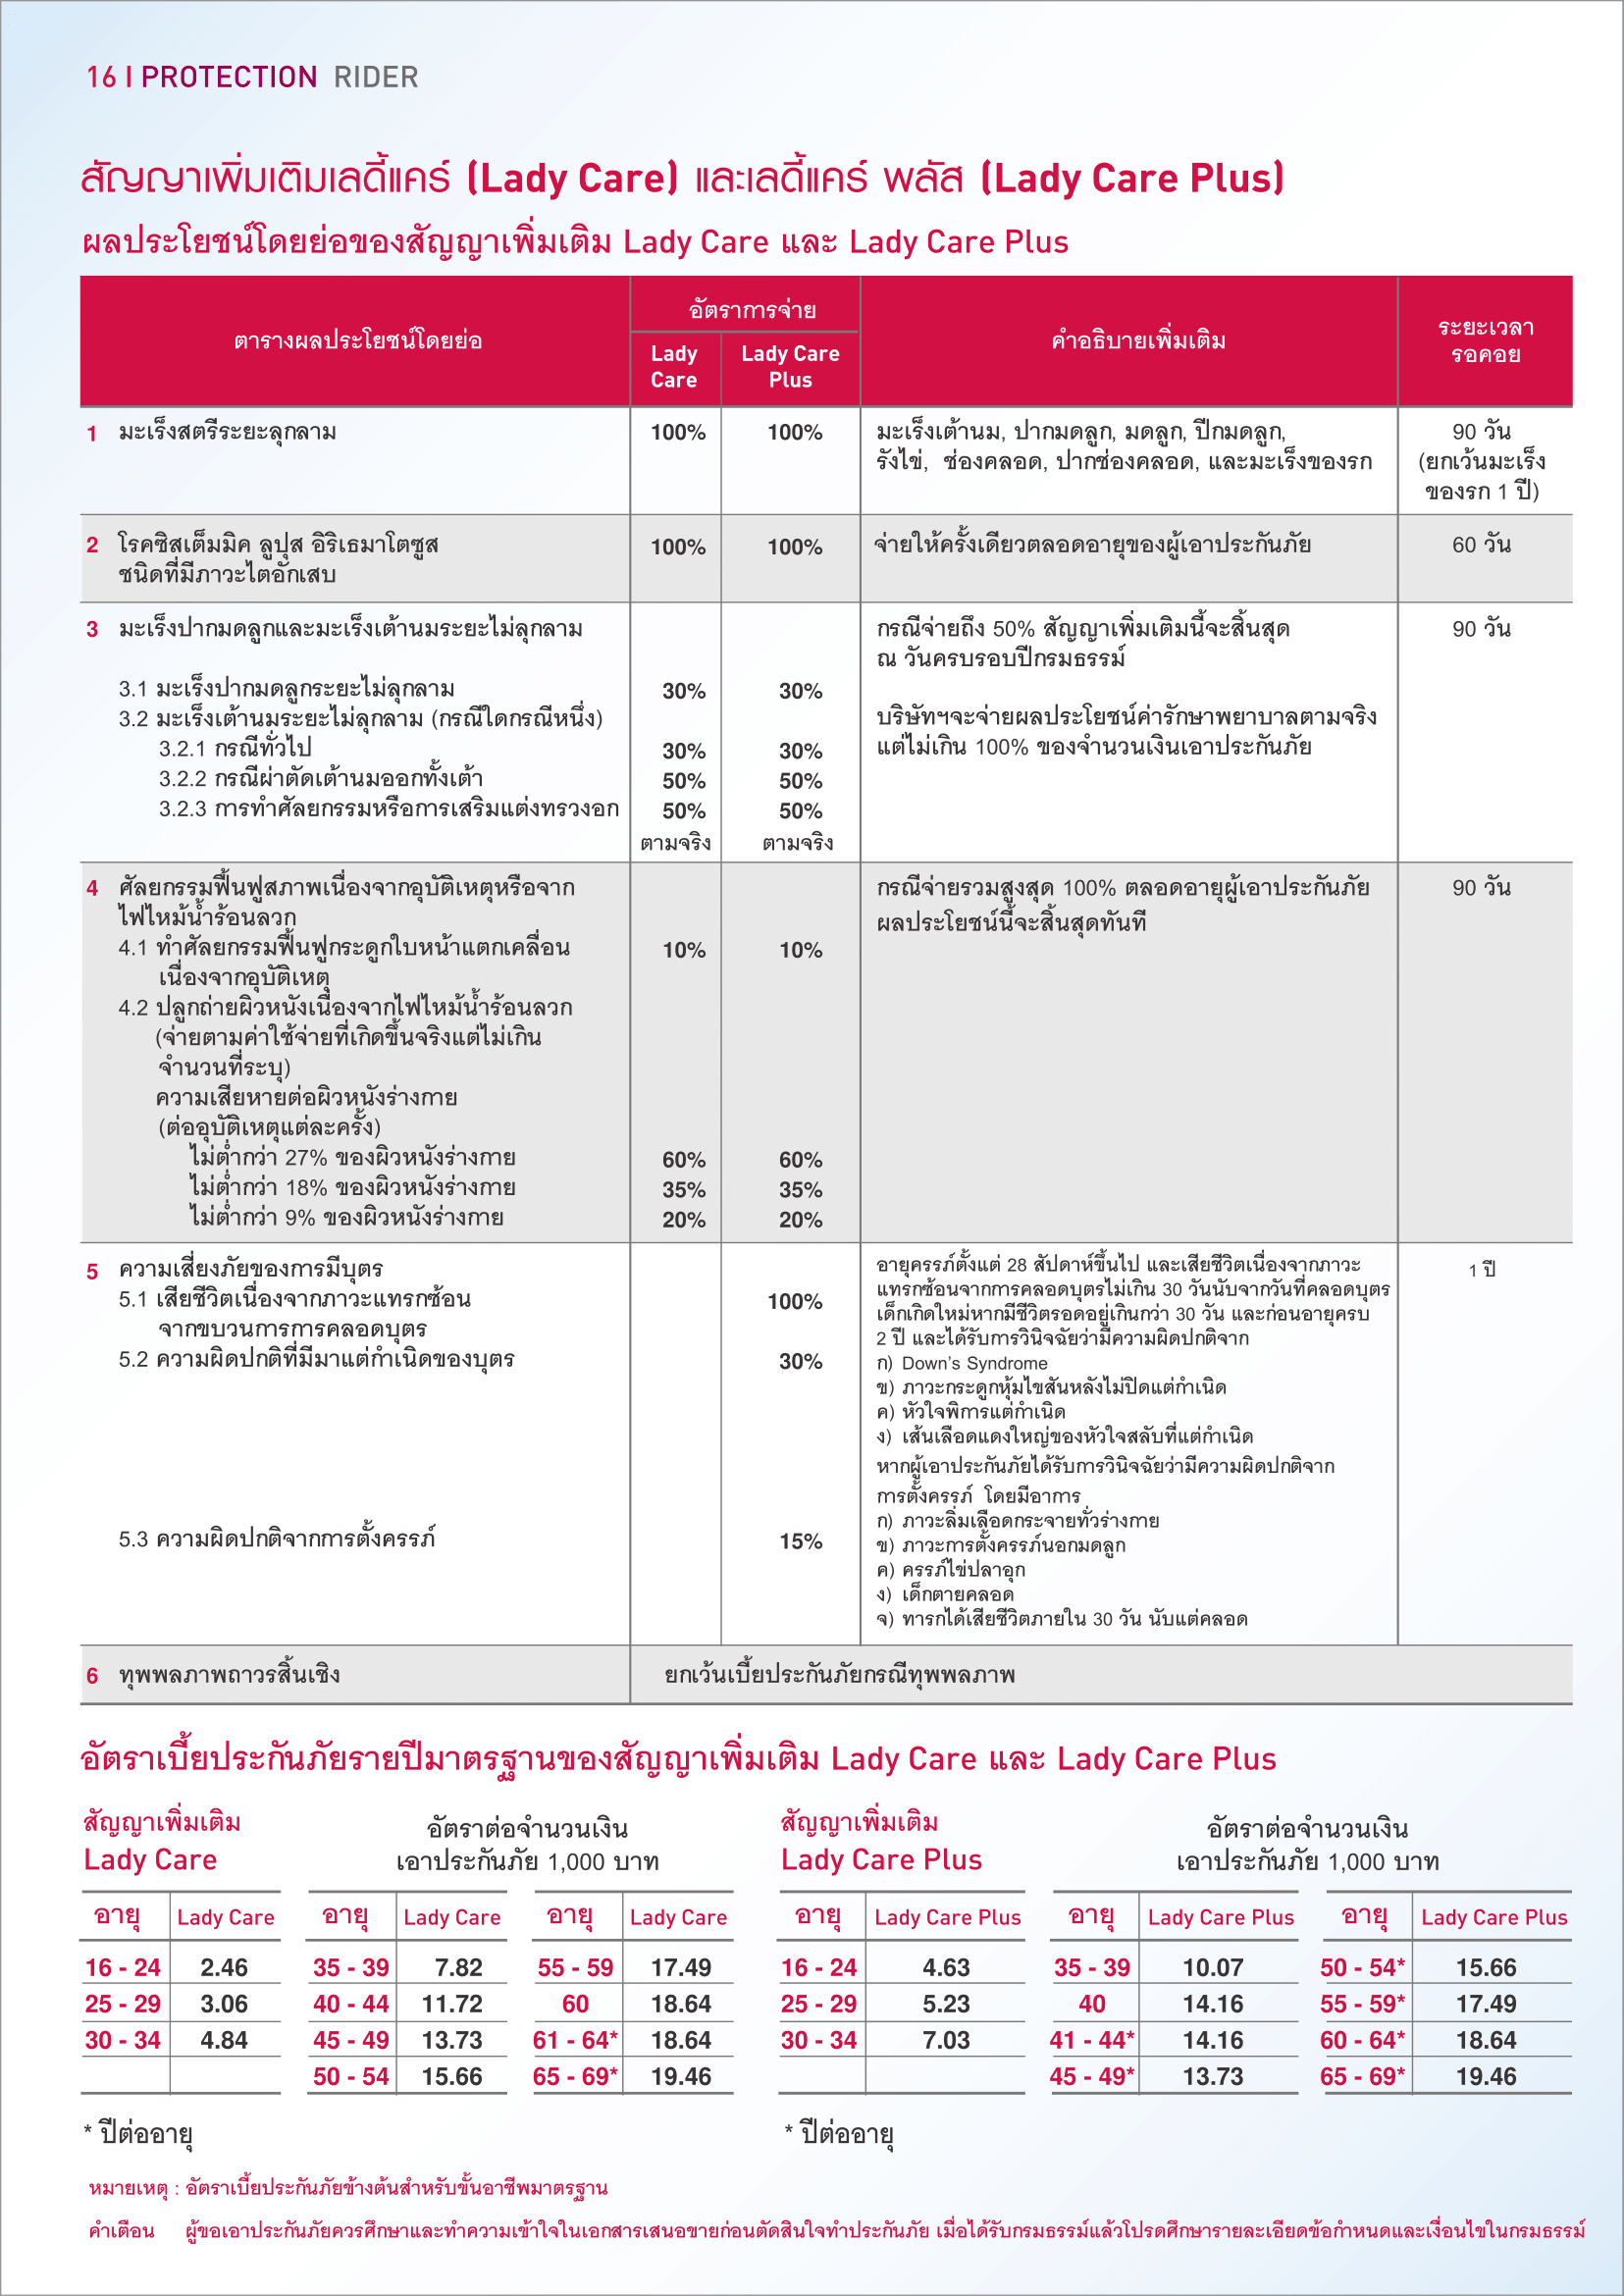 16 | PROTECTION RIDER
สัญญาเพิ่มเติมเลดี้แคร์ (Lady Care) และเลดี้แคร์ พลัส (Lady Care Plus)
ผลประโยชน์โดยย่อของสัญญาเพิ่มเติม Lady Care และ Lady Care Plus
ตารางผลประโยชน์โดยย่อ
อัตราการจ่าย
Lady Care
Lady Care Plus
คำอธิบายเพิ่มเติม
ระยะเวลา
รอคอย
1 มะเร็งสตรีระยะลุกลาม 100% 100% มะเร็งเต้านม, ปากมดลูก, มดลูก, ปีกมดลูก, 90 วัน
รังไข่, ช่องคลอด, ปากช่องคลอด, และมะเร็งของรก (ยกเว้นมะเร็ง
ของรก 1 ปี)
2 โรคซิสเต็มมิค ลูปุส อิริเธมาโตซูส 100% 100% จ่ายให้ครั้งเดียวตลอดอายุของผู้เอาประกันภัย 60 วัน
ชนิดที่มีภาวะไตอักเสบ
3 มะเร็งปากมดลูกและมะเร็งเต้านมระยะไม่ลุกลาม กรณีจ่ายถึง 50% สัญญาเพิ่มเติมนี้จะสิ้นสุด 90 วัน
ณ วันครบรอบปีกรมธรรม์
3.1 มะเร็งปากมดลูกระยะไม่ลุกลาม 30% 30%
3.2 มะเร็งเต้านมระยะไม่ลุกลาม (กรณีใดกรณีหนึ่ง) บริษัทฯจะจ่ายผลประโยชน์ค่ารักษาพยาบาลตามจริง
3.2.1 กรณีทั่วไป 30% 30% แต่ไม่เกิน 100% ของจำนวนเงินเอาประกันภัย
3.2.2 กรณีผ่าตัดเต้านมออกทั้งเต้า 50% 50%
3.2.3 การทำศัลยกรรมหรือการเสริมแต่งทรวงอก 50% 50%
ตามจริง ตามจริง
4 ศัลยกรรมฟื้นฟูสภาพเนื่องจากอุบัติเหตุหรือจาก กรณีจ่ายรวมสูงสุด 100% ตลอดอายุผู้เอาประกันภัย 90 วัน
ไฟไหม้น้ำร้อนลวก ผลประโยชน์นี้จะสิ้นสุดทันที
4.1 ทำศัลยกรรมฟื้นฟูกระดูกใบหน้าแตกเคลื่อน 10% 10%
เนื่องจากอุบัติเหตุ
4.2 ปลูกถ่ายผิวหนังเนื่องจากไฟไหม้น้ำร้อนลวก
(จ่ายตามค่าใช้จ่ายที่เกิดขึ้นจริงแต่ไม่เกิน
จำนวนที่ระบุ)
ความเสียหายต่อผิวหนังร่างกาย
(ต่ออุบัติเหตุแต่ละครั้ง)
ไม่ต่ำกว่า 27% ของผิวหนังร่างกาย 60% 60%
ไม่ต่ำกว่า 18% ของผิวหนังร่างกาย 35% 35%
ไม่ต่ำกว่า 9% ของผิวหนังร่างกาย 20% 20%
5 ความเสี่ยงภัยของการมีบุตร 1 ปี
5.1 เสียชีวิตเนื่องจากภาวะแทรกซ้อน 100%
จากขบวนการการคลอดบุตร
5.2 ความผิดปกติที่มีมาแต่กำเนิดของบุตร 30%
5.3 ความผิดปกติจากการตั้งครรภ์ 15%
อายุครรภ์ตั้งแต่ 28 สัปดาห์ขึ้นไป และเสียชีวิตเนื่องจากภาวะ
แทรกซ้อนจากการคลอดบุตรไม่เกิน 30 วันนับจากวันที่คลอดบุตร
เด็กเกิดใหม่หากมีชีวิตรอดอยู่เกินกว่า 30 วัน และก่อนอายุครบ
2 ปี และได้รับการวินิจฉัยว่ามีความผิดปกติจาก
ก) Down's Syndrome
ข) ภาวะกระดูกหุ้มไขสันหลังไม่ปิดแต่กำเนิด
ค) หัวใจพิการแต่กำเนิด
ง) เส้นเลือดแดงใหญ่ของหัวใจสลับที่แต่กำเนิด
หากผู้เอาประกันภัยได้รับการวินิจฉัยว่ามีความผิดปกติจาก
การตั้งครรภ์ โดยมีอาการ
ก) ภาวะลิ่มเลือดกระจายทั่วร่างกาย
ข) ภาวะการตั้งครรภ์นอกมดลูก
ค) ครรภ์ไข่ปลาอุก
ง) เด็กตายคลอด
จ) ทารกได้เสียชีวิตภายใน 30 วัน นับแต่คลอด
6 ทุพพลภาพถาวรสิ้นเชิง ยกเว้นเบี้ยประกันภัยกรณีทุพพลภาพ
อัตราเบี้ยประกันภัยรายปีมาตรฐานของสัญญาเพิ่มเติม Lady Care และ Lady Care Plus
สัญญาเพิ่มเติม
Lady Care
อัตราต่อจำนวนเงิน
เอาประกันภัย 1,000 บาท
อายุ Lady Care อายุ Lady Care อายุ Lady Care
16 - 24 2.46 35 - 39 7.82 55 - 59 17.49
25 - 29 3.06 40 - 44 11.72 60 18.64
30 - 34 4.84 45 - 49 13.73 61 - 64* 18.64
50 - 54 15.66 65 - 69* 19.46
* ปีต่ออายุ
สัญญาเพิ่มเติม
Lady Care Plus
อัตราต่อจำนวนเงิน
เอาประกันภัย 1,000 บาท
อายุ Lady Care Plus อายุ Lady Care Plus อายุ Lady Care Plus
16 - 24 4.63 35 - 39 10.07 50 - 54* 15.66
25 - 29 5.23 40 14.16 55 - 59* 17.49
30 - 34 7.03 41 - 44* 14.16 60 - 64* 18.64
45 - 49* 13.73 65 - 69* 19.46
* ปีต่ออายุ
หมายเหตุ : อัตราเบี้ยประกันภัยข้างต้นสำหรับขั้นอาชีพมาตรฐาน
คำเตือน ผู้ขอเอาประกันภัยควรศึกษาและทำความเข้าใจในเอกสารเสนอขายก่อนตัดสินใจทำประกันภัย เมื่อได้รับกรมธรรม์แล้วโปรดศึกษารายละเอียดข้อกำหนดและเงื่อนไขในกรมธรรม์